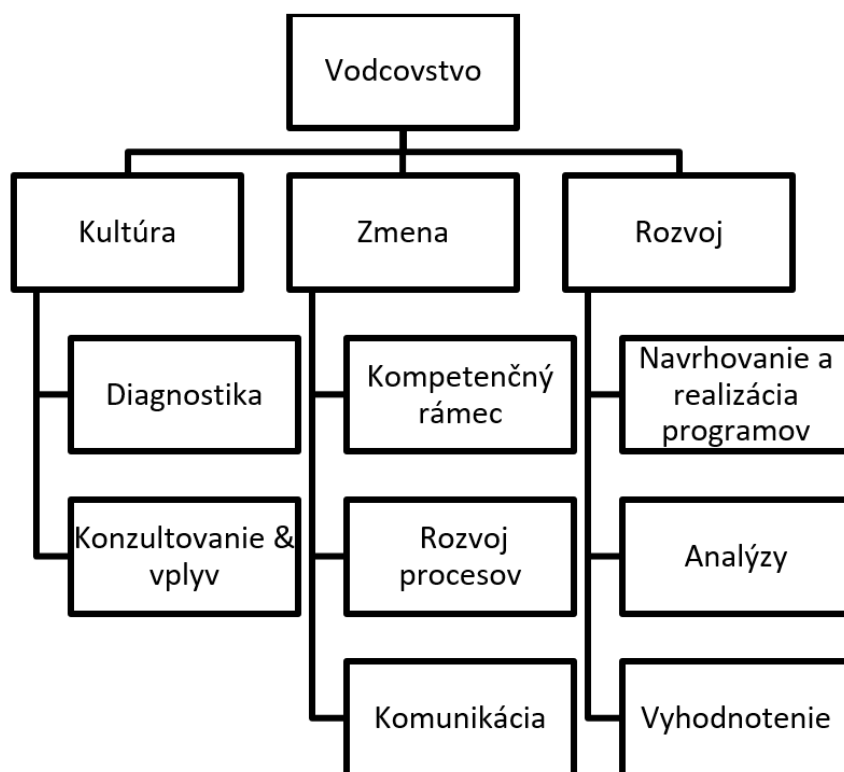 Vodcovstvo
Kultúra
Zmena
Rozvoj
Diagnostika
Kompetenčný
rámec
Navrhovanie a
realizácia
programov
Konzultovanie &
vplyv
Rozvoj
procesov
Analýzy
Komunikácia
Vyhodnotenie